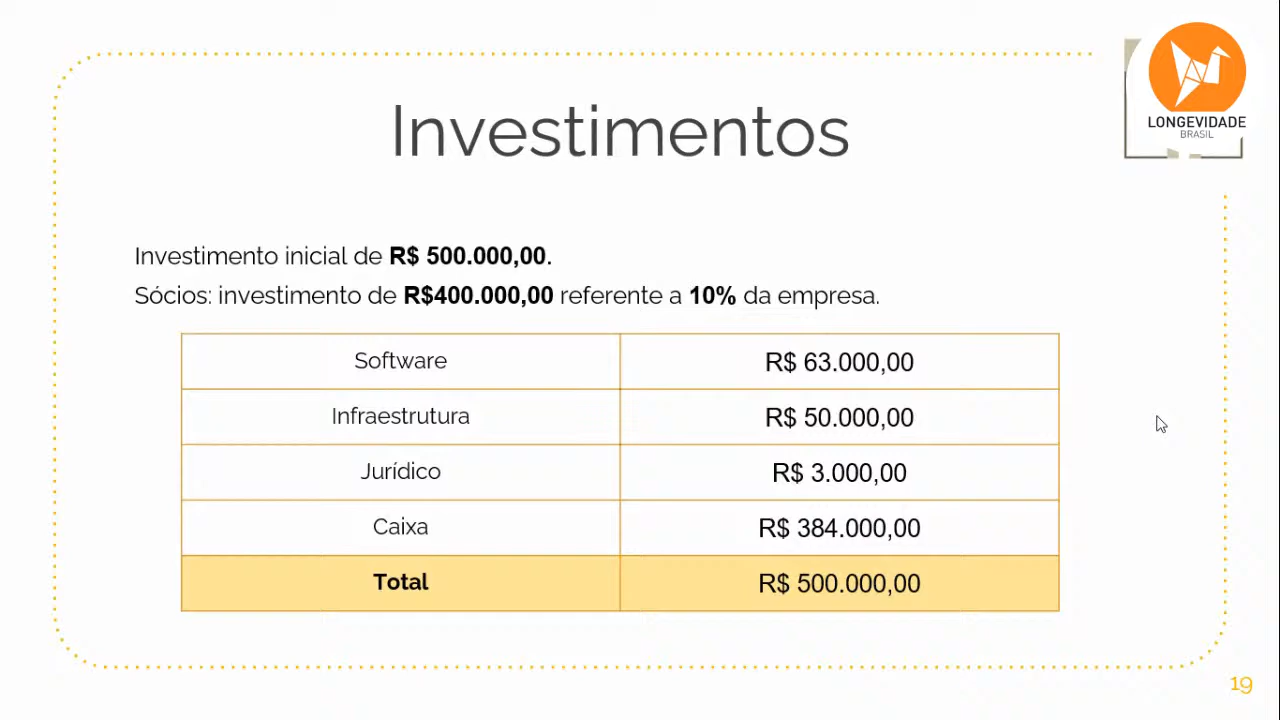 LONGEVIDADE
BRASIL
Investimentos
Investimento inicial de R$ 500.000,00.
Sócios: investimento de R$400.000,00 referente a 10% da empresa.
Software R$ 63.000,00
Infraestrutura R$ 50.000,00
Jurídico R$ 3.000,00
Caixa R$ 384.000,00
Total R$ 500.000,00
19